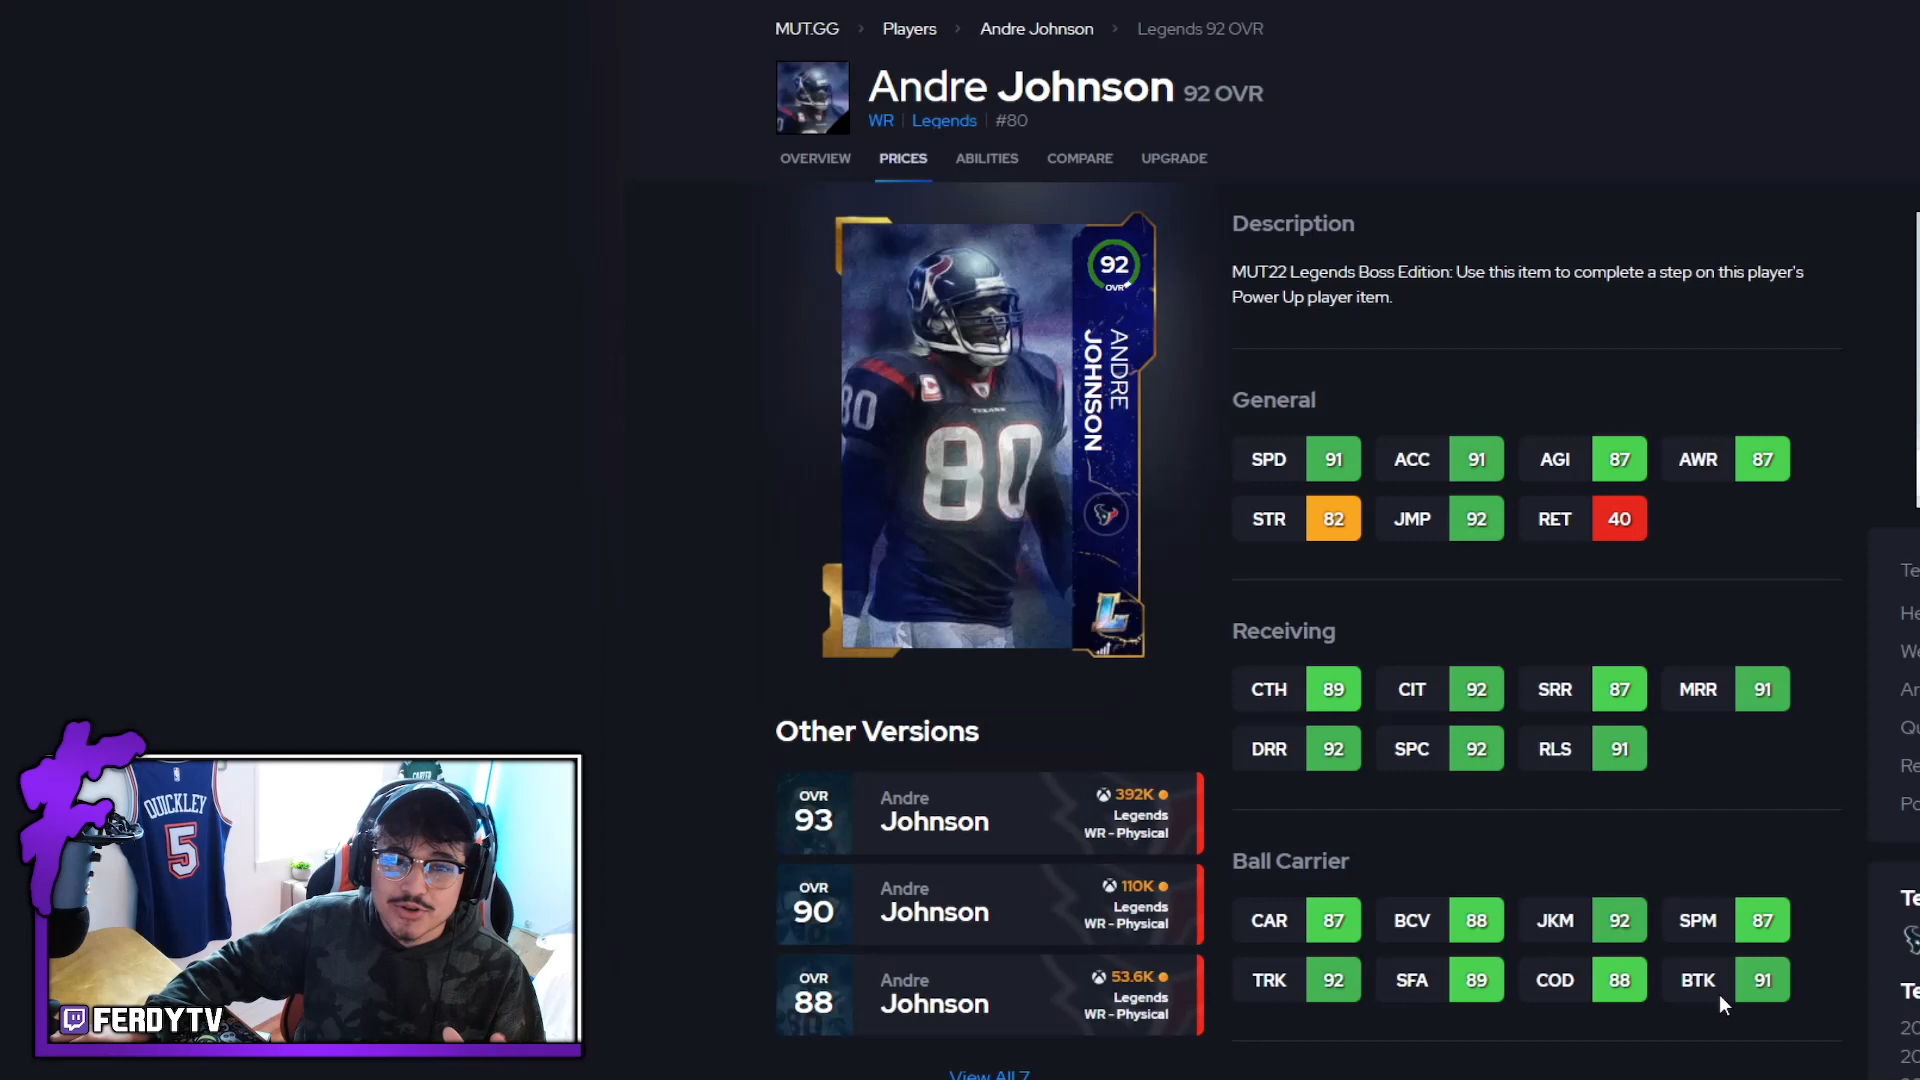 MUT.GG > Players > Andre Johnson > Legends 92 OVR
Andre Johnson 92 OVR
WR | Legends | #80
OVERVIEW PRICES ABILITIES COMPARE UPGRADE
92
OVR
ANDRE
JOHNSON
80
80
TEXANS
Description
MUT22 Legends Boss Edition: Use this item to complete a step on this player's
Power Up player item.
General
SPD 91 ACC 91 AGI 87 AWR 87
STR 82 JMP 92 RET 40
Receiving
CTH 89 CIT 92 SRR 87 MRR 91
DRR 92 SPC 92 RLS 91
Ball Carrier
CAR 87 BCV 88 JKM 92 SPM 87
TRK 92 SFA 89 COD 88 BTK 91
Other Versions
OVR 93 Andre Johnson 392K Legends WR - Physical
OVR 90 Andre Johnson 110K Legends WR - Physical
OVR 88 Andre Johnson 53.6K Legends WR - Physical
View All 7
QUICKLEY
5
FERDYTV